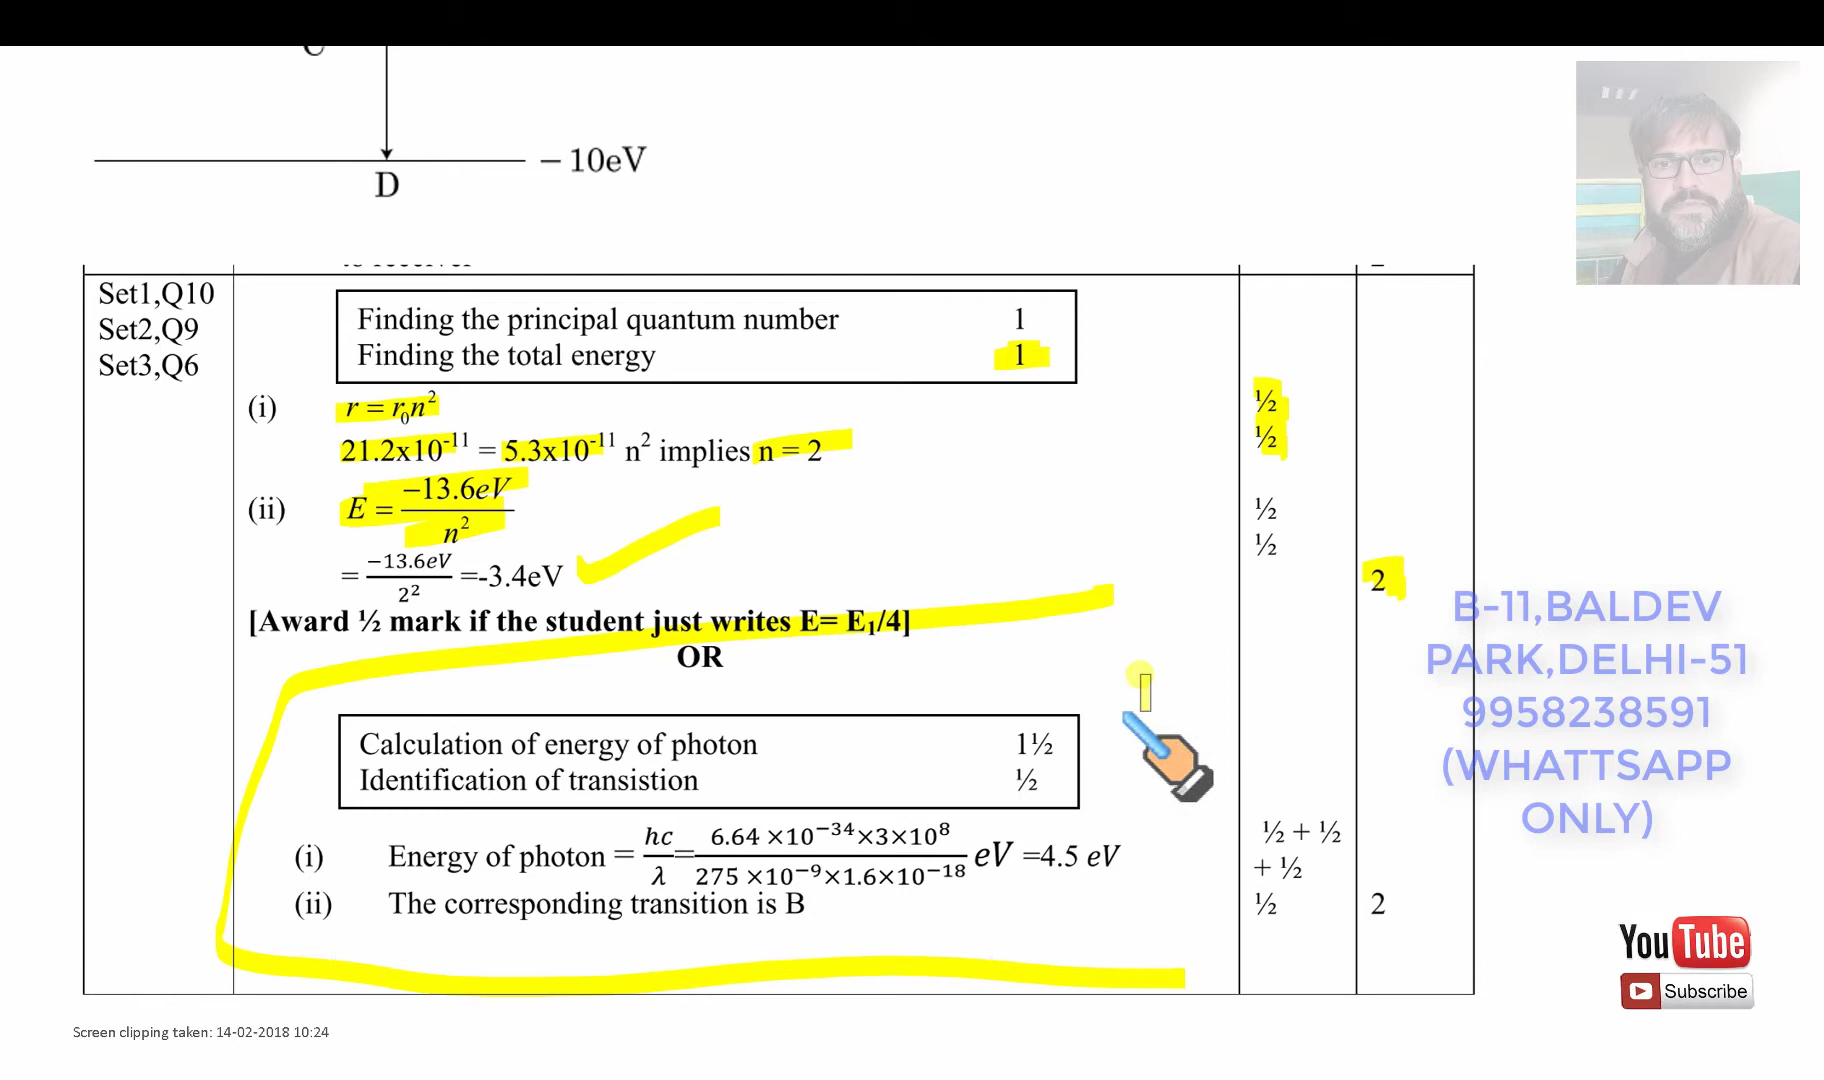 − 10eV
D
Set1,Q10
Set2,Q9
Set3,Q6
Finding the principal quantum number 1
Finding the total energy 1
(i) r = r₀n² ½
21.2x10⁻¹¹ = 5.3x10⁻¹¹ n² implies n = 2 ½
(ii) E = −13.6eV / n² ½
= −13.6eV / 2² =-3.4eV ½
2
[Award ½ mark if the student just writes E= E₁/4]
OR
Calculation of energy of photon 1½
Identification of transistion ½
(i) Energy of photon = hc/λ = 6.64 ×10⁻³⁴×3×10⁸ / 275 ×10⁻⁹×1.6×10⁻¹⁸ eV =4.5 eV ½ + ½
+ ½
(ii) The corresponding transition is B ½ 2
B-11,BALDEV
PARK,DELHI-51
9958238591
(WHATTSAPP
ONLY)
YouTube
Subscribe
Screen clipping taken: 14-02-2018 10:24